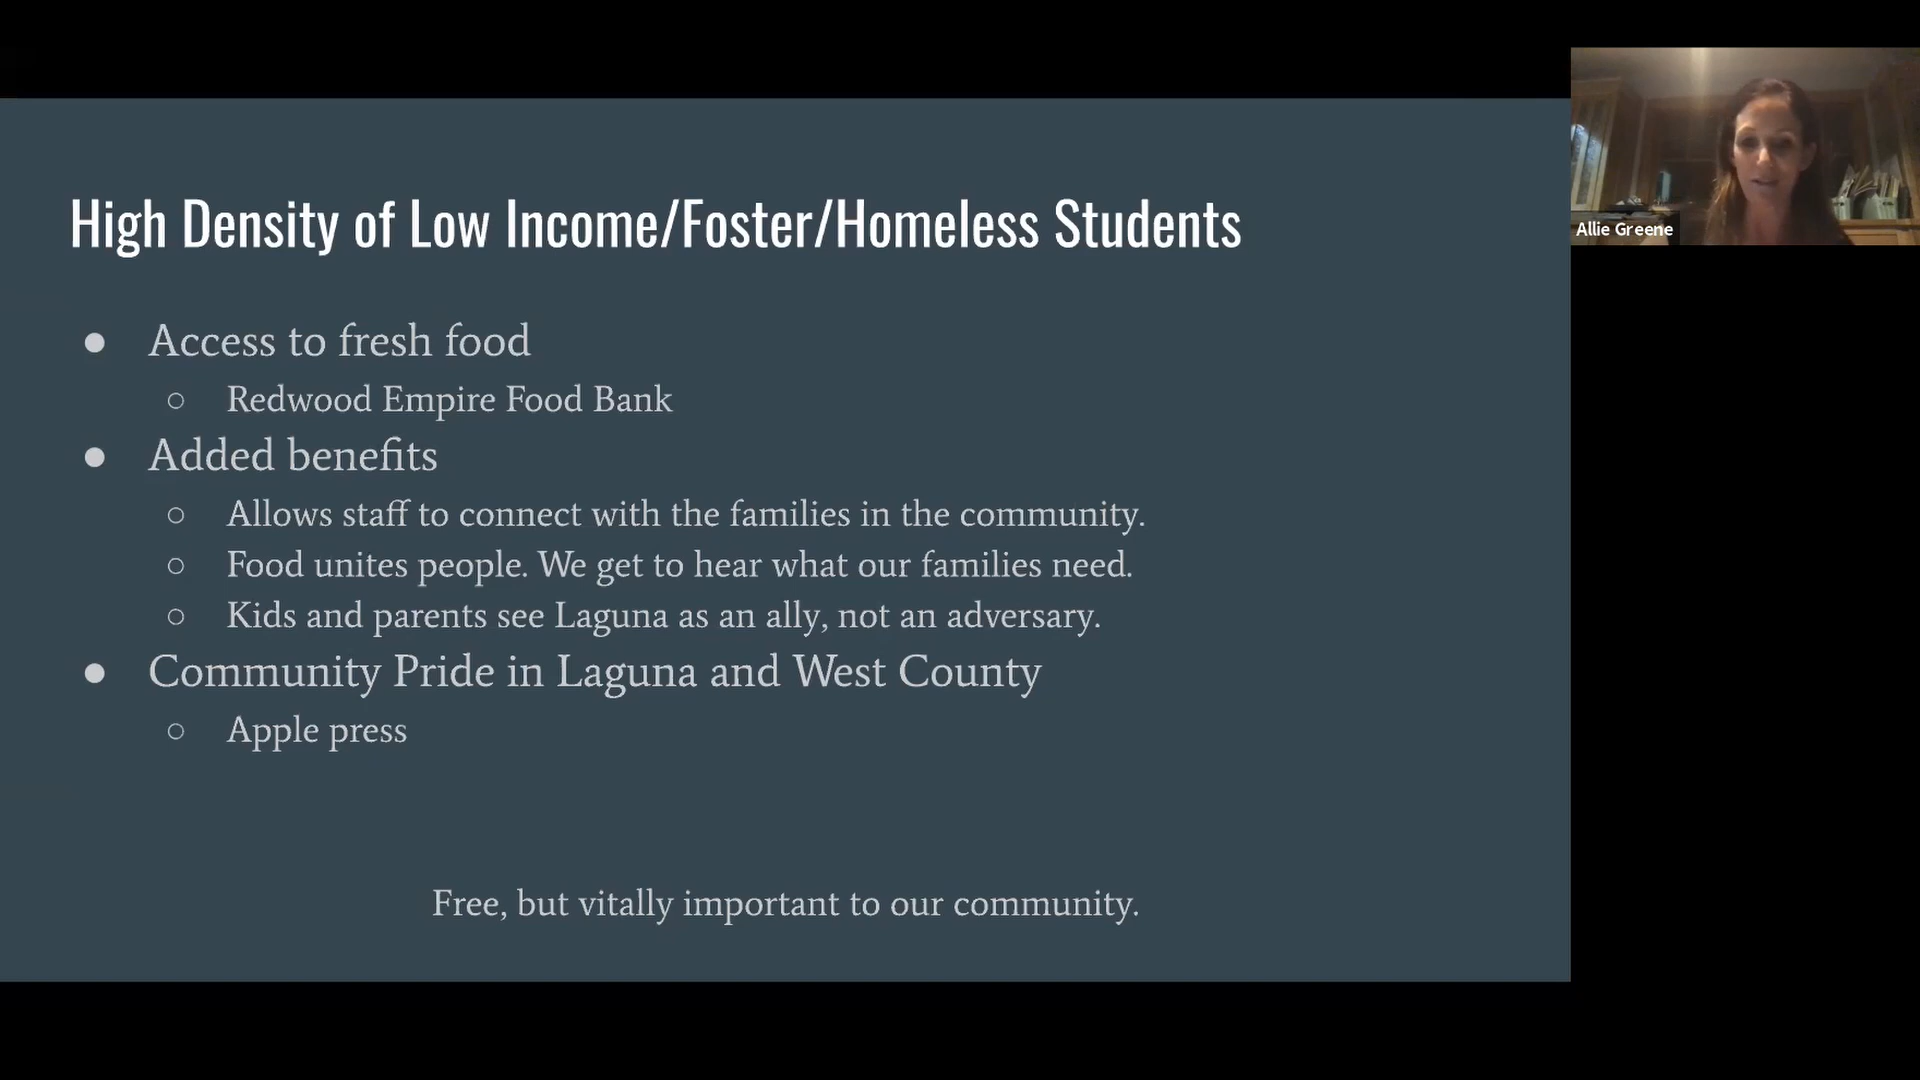 High Density of Low Income/Foster/Homeless Students
● Access to fresh food
○ Redwood Empire Food Bank
● Added benefits
○ Allows staff to connect with the families in the community.
○ Food unites people. We get to hear what our families need.
○ Kids and parents see Laguna as an ally, not an adversary.
● Community Pride in Laguna and West County
○ Apple press
Free, but vitally important to our community.
Allie Greene